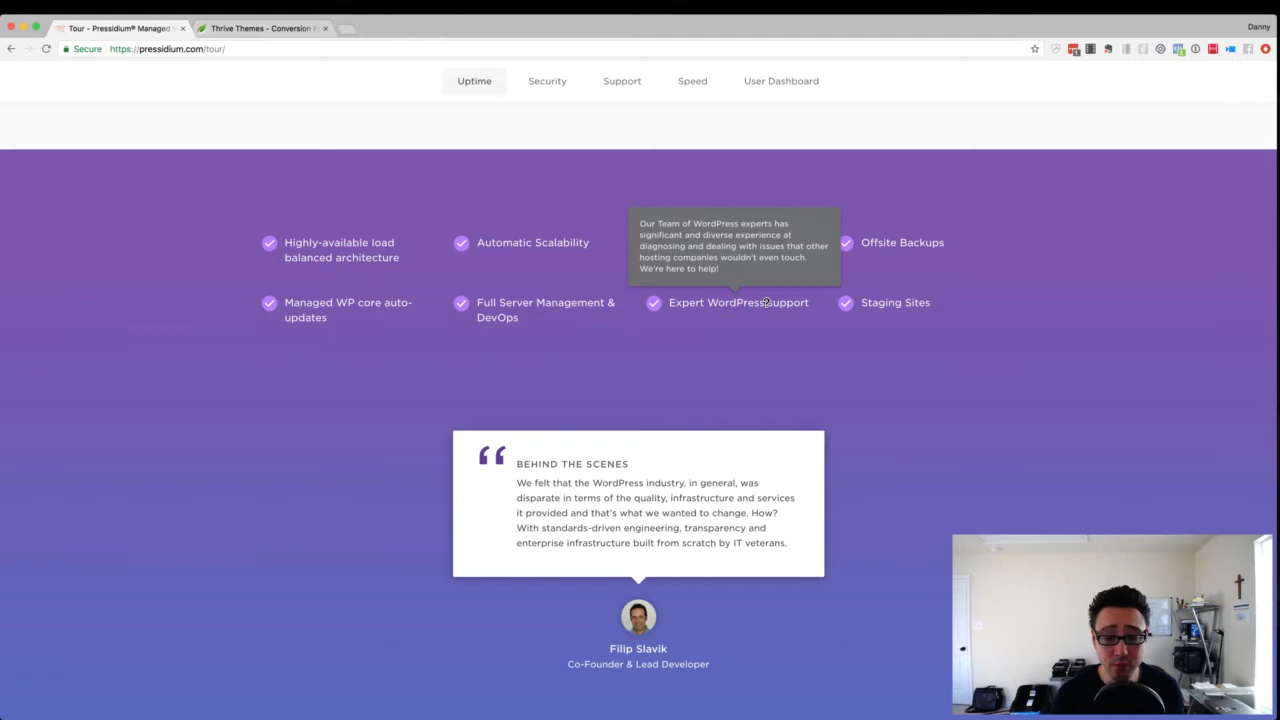 Tour - Pressidium® Managed
Thrive Themes - Conversion F
Danny
Secure
https://pressidium.com/tour/
Uptime
Security
Support
Speed
User Dashboard
Our Team of WordPress experts has
significant and diverse experience at
diagnosing and dealing with issues that other
hosting companies wouldn't even touch.
We're here to help!
Highly-available load
balanced architecture
Automatic Scalability
Offsite Backups
Managed WP core auto-
updates
Full Server Management &
DevOps
Expert WordPress Support
Staging Sites
BEHIND THE SCENES
We felt that the WordPress industry, in general, was
disparate in terms of the quality, infrastructure and services
it provided and that's what we wanted to change. How?
With standards-driven engineering, transparency and
enterprise infrastructure built from scratch by IT veterans.
Filip Slavik
Co-Founder & Lead Developer